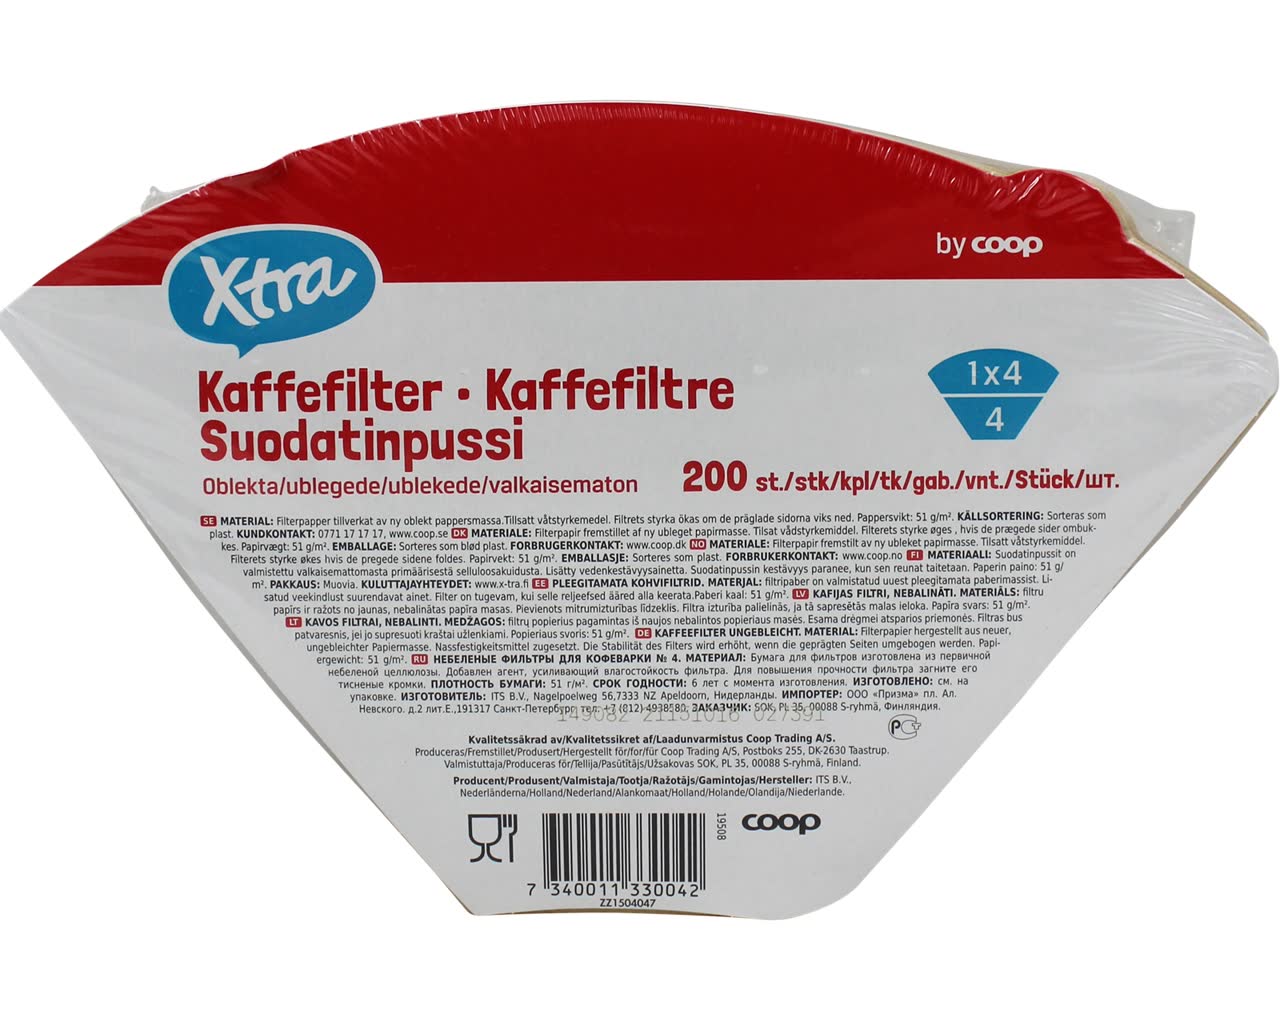 by coop
X-tra
Kaffefilter • Kaffefiltre
Suodatinpussi
Oblekta/ublegede/ublekede/valkaisematon
1x4
4
200 st./stk/kpl/tk/gab./vnt./Stück/шт.
SE MATERIAL: Filterpapper tillverkat av ny oblekt pappersmassa.Tillsatt våtstyrkemedel. Filtrets styrka ökas om de präglade sidorna viks ned. Pappersvikt: 51 g/m². KÄLLSORTERING: Sorteras som
plast. KUNDKONTAKT: 0771 17 17 17, www.coop.se DK MATERIALE: Filterpapir fremstillet af ny ubleget papirmasse. Tilsat vådstyrkemiddel. Filterets styrke øges , hvis de prægede sider ombuk-
kes. Papirvægt: 51 g/m². EMBALLAGE: Sorteres som blød plast. FORBRUGERKONTAKT: www.coop.dk NO MATERIALE: Filterpapir fremstilt av ny ubleket papirmasse. Tilsatt våtstyrkemiddel.
Filterets styrke økes hvis de pregede sidene foldes. Papirvekt: 51 g/m². EMBALLASJE: Sorteres som plast. FORBRUKERKONTAKT: www.coop.no FI MATERIAALI: Suodatinpussit on
valmistettu valkaisemattomasta primäärisestä selluloosakuidusta. Lisätty vedenkestävyysainetta. Suodatinpussin kestävyys paranee, kun sen reunat taitetaan. Paperin paino: 51 g/
m². PAKKAUS: Muovia. KULUTTAJAYHTEYDET: www.x-tra.fi EE PLEEGITAMATA KOHVIFILTRID. MATERJAL: filtripaber on valmistatud uuest pleegitamata paberimassist. Li-
satud veekindlust suurendavat ainet. Filter on tugevam, kui selle reljeefsed ääred alla keerata.Paberi kaal: 51 g/m². LV KAFIJAS FILTRI, NEBALINĀTI. MATERIĀLS: filtru
papīrs ir ražots no jaunas, nebalinātas papīra masas. Pievienots mitrumizturības līdzeklis. Filtra izturība palielinās, ja tā sapresētās malas ieloka. Papīra svars: 51 g/m².
LT KAVOS FILTRAI, NEBALINTI. MEDŽAGOS: filtrų popierius pagamintas iš naujos nebalintos popieriaus masės. Esama drėgmei atsparios priemonės. Filtras bus
patvaresnis, jei jo supresuoti kraštai užlenkiami. Popieriaus svoris: 51 g/m². DE KAFFEEFILTER UNGEBLEICHT. MATERIAL: Filterpapier hergestellt aus neuer,
ungebleichter Papiermasse. Nassfestigkeitsmittel zugesetzt. Die Stabilität des Filters wird erhöht, wenn die geprägten Seiten umgebogen werden. Papi-
ergewicht: 51 g/m². RU НЕБЕЛЕНЫЕ ФИЛЬТРЫ ДЛЯ КОФЕВАРКИ № 4. МАТЕРИАЛ: Бумага для фильтров изготовлена из первичной
небеленой целлюлозы. Добавлен агент, усиливающий влагостойкость фильтра. Для повышения прочности фильтра загните его
тисненые кромки. ПЛОТНОСТЬ БУМАГИ: 51 г/м². СРОК ГОДНОСТИ: 6 лет с момента изготовления. ИЗГОТОВЛЕНО: см. на
упаковке. ИЗГОТОВИТЕЛЬ: ITS B.V., Nagelpoelweg 56,7333 NZ Apeldoorn, Нидерланды. ИМПОРТЕР: ООО «Призма» пл. Ал.
Невского. д.2 лит.Е.,191317 Санкт-Петербург, тел. +7 (812) 4938580. ЗАКАЗЧИК: SOK, PL 35, 00088 S-ryhmä, Финляндия.
149082 21151016 027391
Kvalitetssäkrad av/Kvalitetssikret af/Laadunvarmistus Coop Trading A/S.
Produceras/Fremstillet/Produsert/Hergestellt för/for/für Coop Trading A/S, Postboks 255, DK-2630 Taastrup.
Valmistuttaja/Produceras för/Tellija/Pasūtītājs/Užsakovas SOK, PL 35, 00088 S-ryhmä, Finland.
Producent/Produsent/Valmistaja/Tootja/Ražotājs/Gamintojas/Hersteller: ITS B.V.,
Nederländerna/Holland/Nederland/Alankomaat/Holland/Holande/Olandija/Niederlande.
19508
coop
7 340011 330042
ZZ1504047